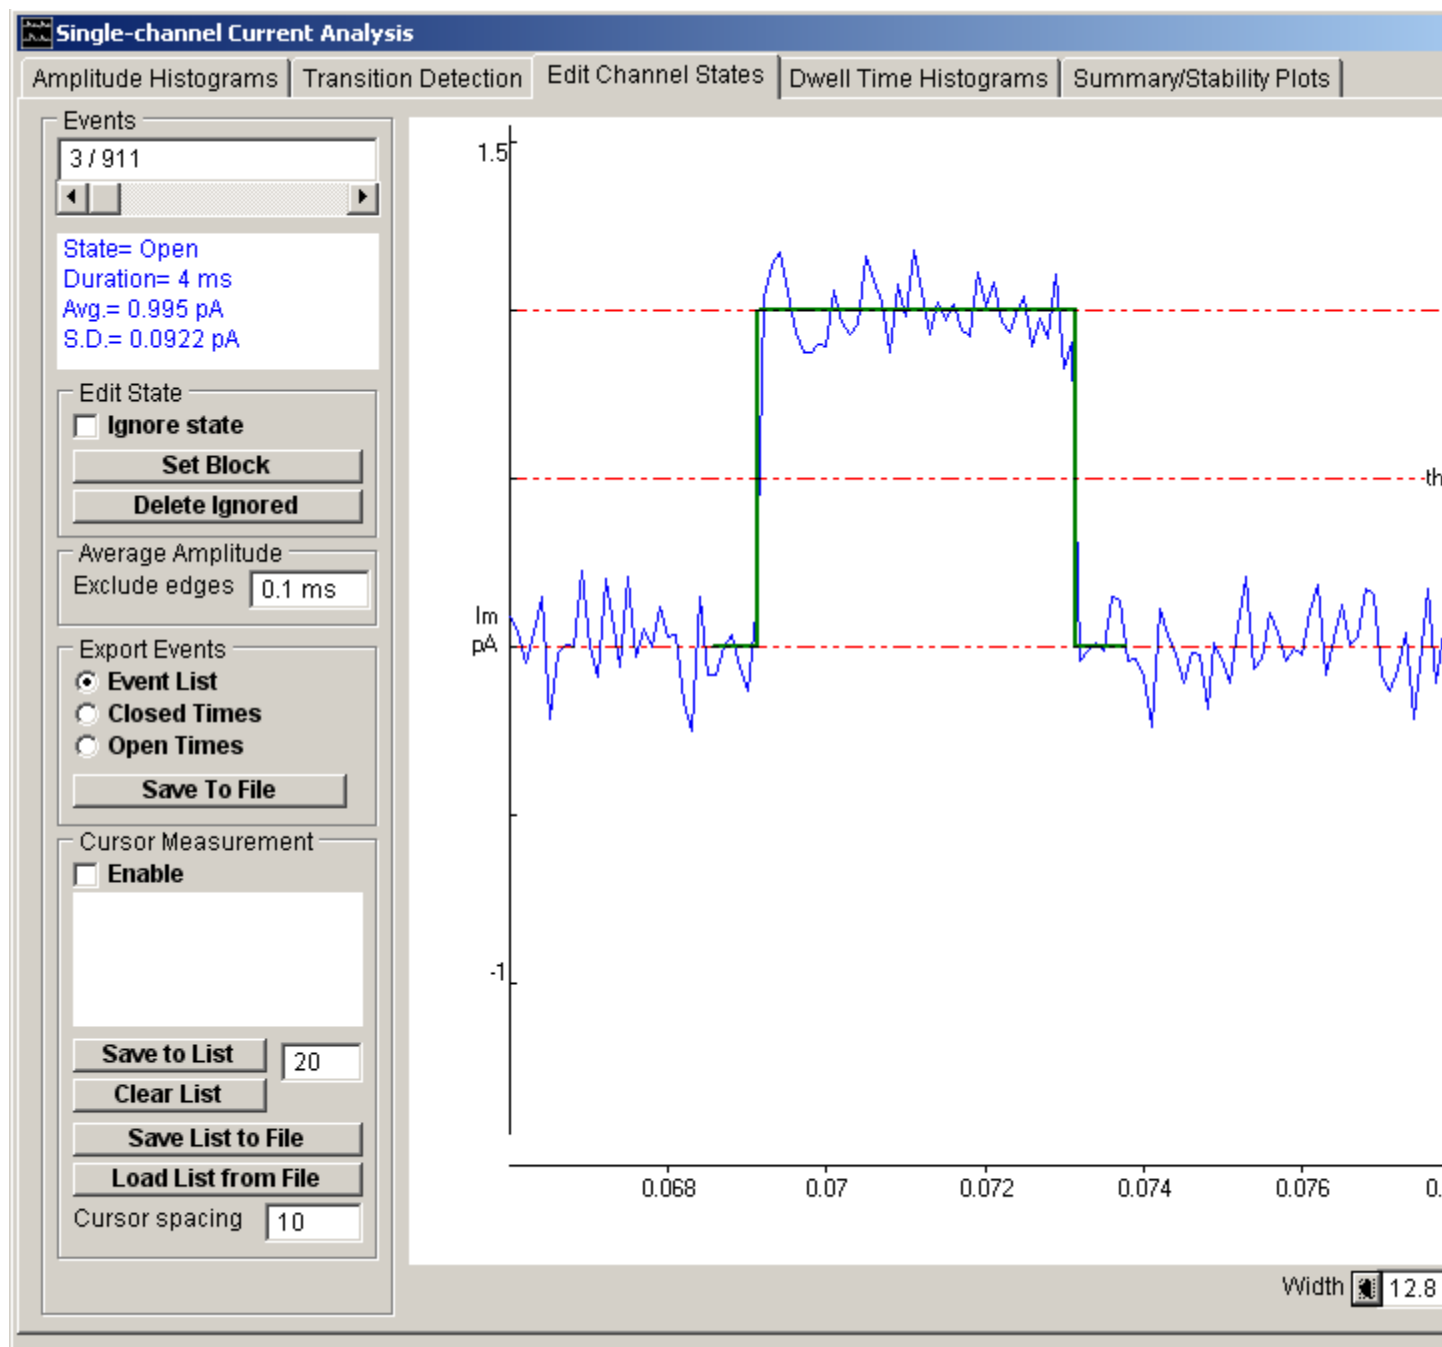 Single-channel Current Analysis
Amplitude Histograms Transition Detection Edit Channel States Dwell Time Histograms Summary/Stability Plots
Events
3 / 911
State= Open
Duration= 4 ms
Avg.= 0.995 pA
S.D.= 0.0922 pA
Edit State
Ignore state
Set Block
Delete Ignored
Average Amplitude
Exclude edges 0.1 ms
Export Events
Event List
Closed Times
Open Times
Save To File
Cursor Measurement
Enable
Save to List 20
Clear List
Save List to File
Load List from File
Cursor spacing 10
1.5
th
Im
pA
-1
0.068 0.07 0.072 0.074 0.076 0.
Width 12.8